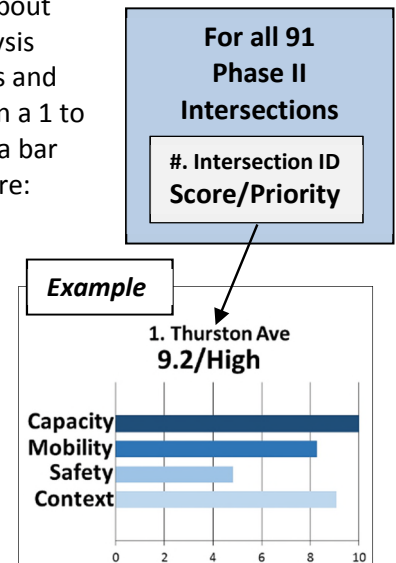 bout
ysis
s and
n a 1 to
a bar
re:
For all 91
Phase II
Intersections
#. Intersection ID
Score/Priority
Example
1. Thurston Ave
9.2/High
Capacity
Mobility
Safety
Context
0 2 4 6 8 10